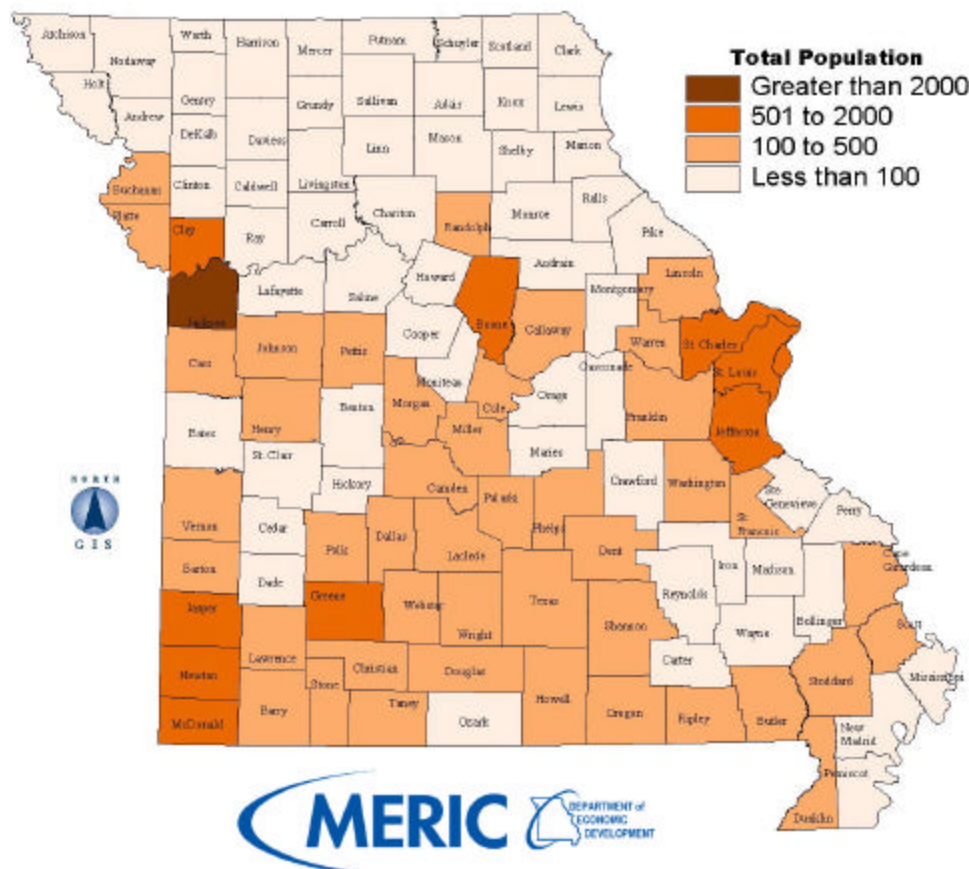 Total Population
Greater than 2000
501 to 2000
100 to 500
Less than 100
Atchison
Nodaway
Worth
Harrison
Mercer
Putnam
Schuyler
Scotland
Clark
Holt
Gentry
Grundy
Sullivan
Adair
Knox
Lewis
Andrew
DeKalb
Daviess
Linn
Macon
Shelby
Marion
Buchanan
Clinton
Caldwell
Livingston
Chariton
Monroe
Ralls
Platte
Clay
Ray
Carroll
Randolph
Pike
Jackson
Lafayette
Saline
Howard
Boone
Audrain
Montgomery
Lincoln
Cooper
Callaway
Warren
St. Charles
St. Louis
Cass
Johnson
Pettis
Moniteau
Cole
Osage
Gasconade
Franklin
Jefferson
Bates
Henry
Benton
Morgan
Miller
Maries
St. Clair
Hickory
Camden
Pulaski
Phelps
Crawford
Washington
St. Francois
Ste. Genevieve
Perry
Vernon
Cedar
Polk
Dallas
Laclede
Dent
Iron
Madison
Cape Girardeau
Barton
Dade
Greene
Webster
Wright
Texas
Reynolds
Bollinger
Jasper
Lawrence
Christian
Douglas
Shannon
Carter
Wayne
Scott
Newton
Stone
Stoddard
Mississippi
McDonald
Barry
Taney
Ozark
Howell
Oregon
Ripley
Butler
New Madrid
Pemiscot
Dunklin
NORTH
GIS
MERIC
DEPARTMENT of
ECONOMIC
DEVELOPMENT